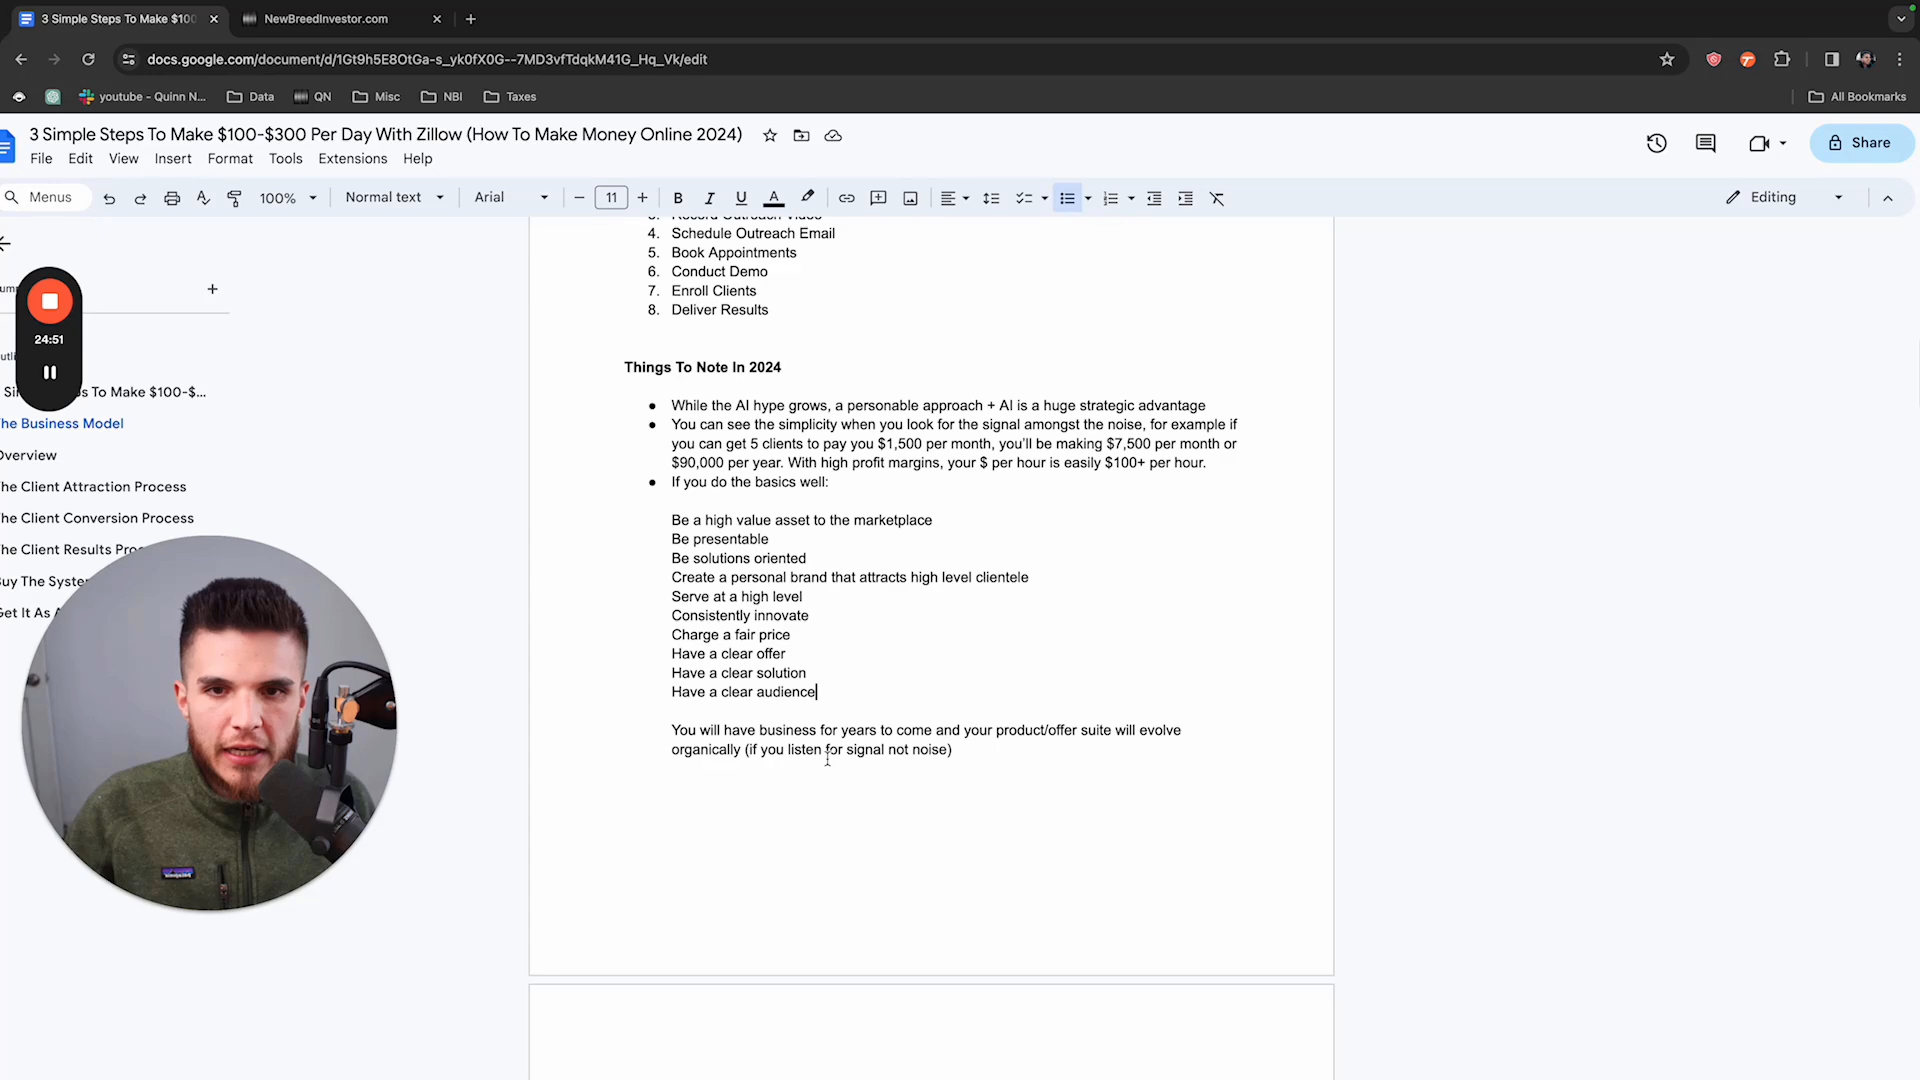 3 Simple Steps To Make $100
NewBreedInvestor.com
docs.google.com/document/d/1Gt9h5E8OtGa-s_yk0fX0G--7MD3vfTdqkM41G_Hq_Vk/edit
youtube - Quinn N...
Data
QN
Misc
NBI
Taxes
All Bookmarks
3 Simple Steps To Make $100-$300 Per Day With Zillow (How To Make Money Online 2024)
File Edit View Insert Format Tools Extensions Help
Share
Menus
100%
Normal text
Arial
11
Editing
3. Record Outreach Video
4. Schedule Outreach Email
5. Book Appointments
6. Conduct Demo
7. Enroll Clients
8. Deliver Results
24:51
s To Make $100-$...
he Business Model
Overview
he Client Attraction Process
he Client Conversion Process
he Client Results Pro
Buy The Syste
Get It As
Things To Note In 2024
● While the AI hype grows, a personable approach + AI is a huge strategic advantage
● You can see the simplicity when you look for the signal amongst the noise, for example if
you can get 5 clients to pay you $1,500 per month, you'll be making $7,500 per month or
$90,000 per year. With high profit margins, your $ per hour is easily $100+ per hour.
● If you do the basics well:
Be a high value asset to the marketplace
Be presentable
Be solutions oriented
Create a personal brand that attracts high level clientele
Serve at a high level
Consistently innovate
Charge a fair price
Have a clear offer
Have a clear solution
Have a clear audience
You will have business for years to come and your product/offer suite will evolve
organically (if you listen for signal not noise)
patagonia